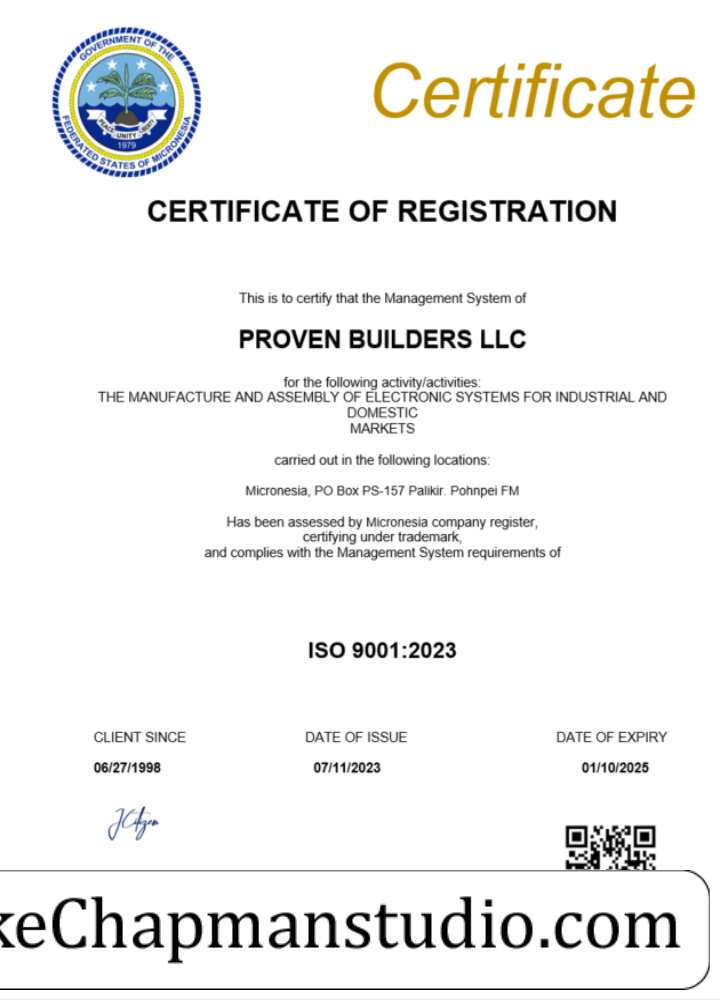 GOVERNMENT OF THE
FEDERATED STATES OF MICRONESIA
PEACE UNITY LIBERTY
1979
Certificate
CERTIFICATE OF REGISTRATION
This is to certify that the Management System of
PROVEN BUILDERS LLC
for the following activity/activities:
THE MANUFACTURE AND ASSEMBLY OF ELECTRONIC SYSTEMS FOR INDUSTRIAL AND
DOMESTIC
MARKETS
carried out in the following locations:
Micronesia, PO Box PS-157 Palikir. Pohnpei FM
Has been assessed by Micronesia company register,
certifying under trademark,
and complies with the Management System requirements of
ISO 9001:2023
CLIENT SINCE DATE OF ISSUE DATE OF EXPIRY
06/27/1998 07/11/2023 01/10/2025
JCitizen
keChapmanstudio.com